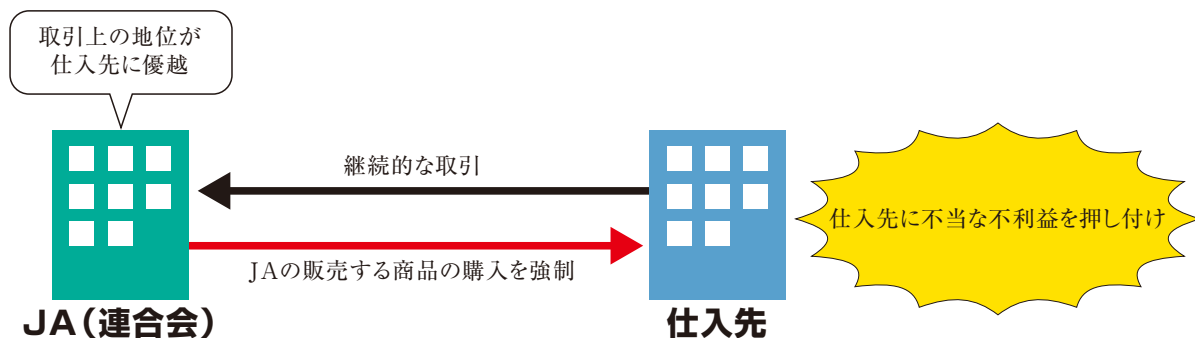 取引上の地位が
仕入先に優越
継続的な取引
JAの販売する商品の購入を強制
仕入先に不当な不利益を押し付け
JA（連合会）
仕入先